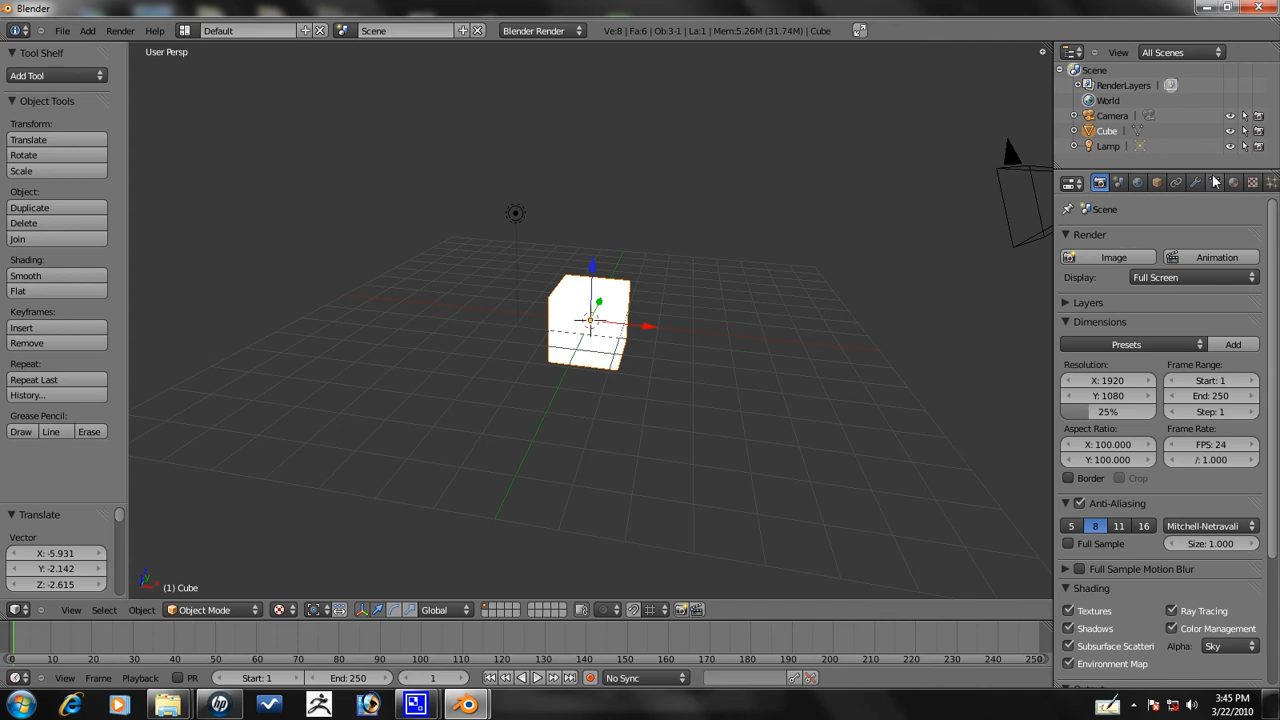 Blender
File Add Render Help Default Scene Blender Render Ve:8 | Fa:6 | Ob:3-1 | La:1 | Mem:5.26M (31.74M) | Cube
Tool Shelf
Add Tool
Object Tools
Transform:
Translate
Rotate
Scale
Object:
Duplicate
Delete
Join
Shading:
Smooth
Flat
Keyframes:
Insert
Remove
Repeat:
Repeat Last
History...
Grease Pencil:
Draw Line Erase
Translate
Vector
X: -5.931
Y: -2.142
Z: -2.615
User Persp
(1) Cube
View Select Object Object Mode Global
View All Scenes
Scene
RenderLayers
World
Camera
Cube
Lamp
Scene
Render
Image Animation
Display: Full Screen
Layers
Dimensions
Presets Add
Resolution: Frame Range:
X: 1920 Start: 1
Y: 1080 End: 250
25% Step: 1
Aspect Ratio: Frame Rate:
X: 100.000 FPS: 24
Y: 100.000 /: 1.000
Border Crop
Anti-Aliasing
5 8 11 16 Mitchell-Netravali
Full Sample Size: 1.000
Full Sample Motion Blur
Shading
Textures Ray Tracing
Shadows Color Management
Subsurface Scatteri Alpha: Sky
Environment Map
0 10 20 30 40 50 60 70 80 90 100 110 120 130 140 150 160 170 180 190 200 210 220 230 240 250
View Frame Playback PR Start: 1 End: 250 1 No Sync
3:45 PM
3/22/2010